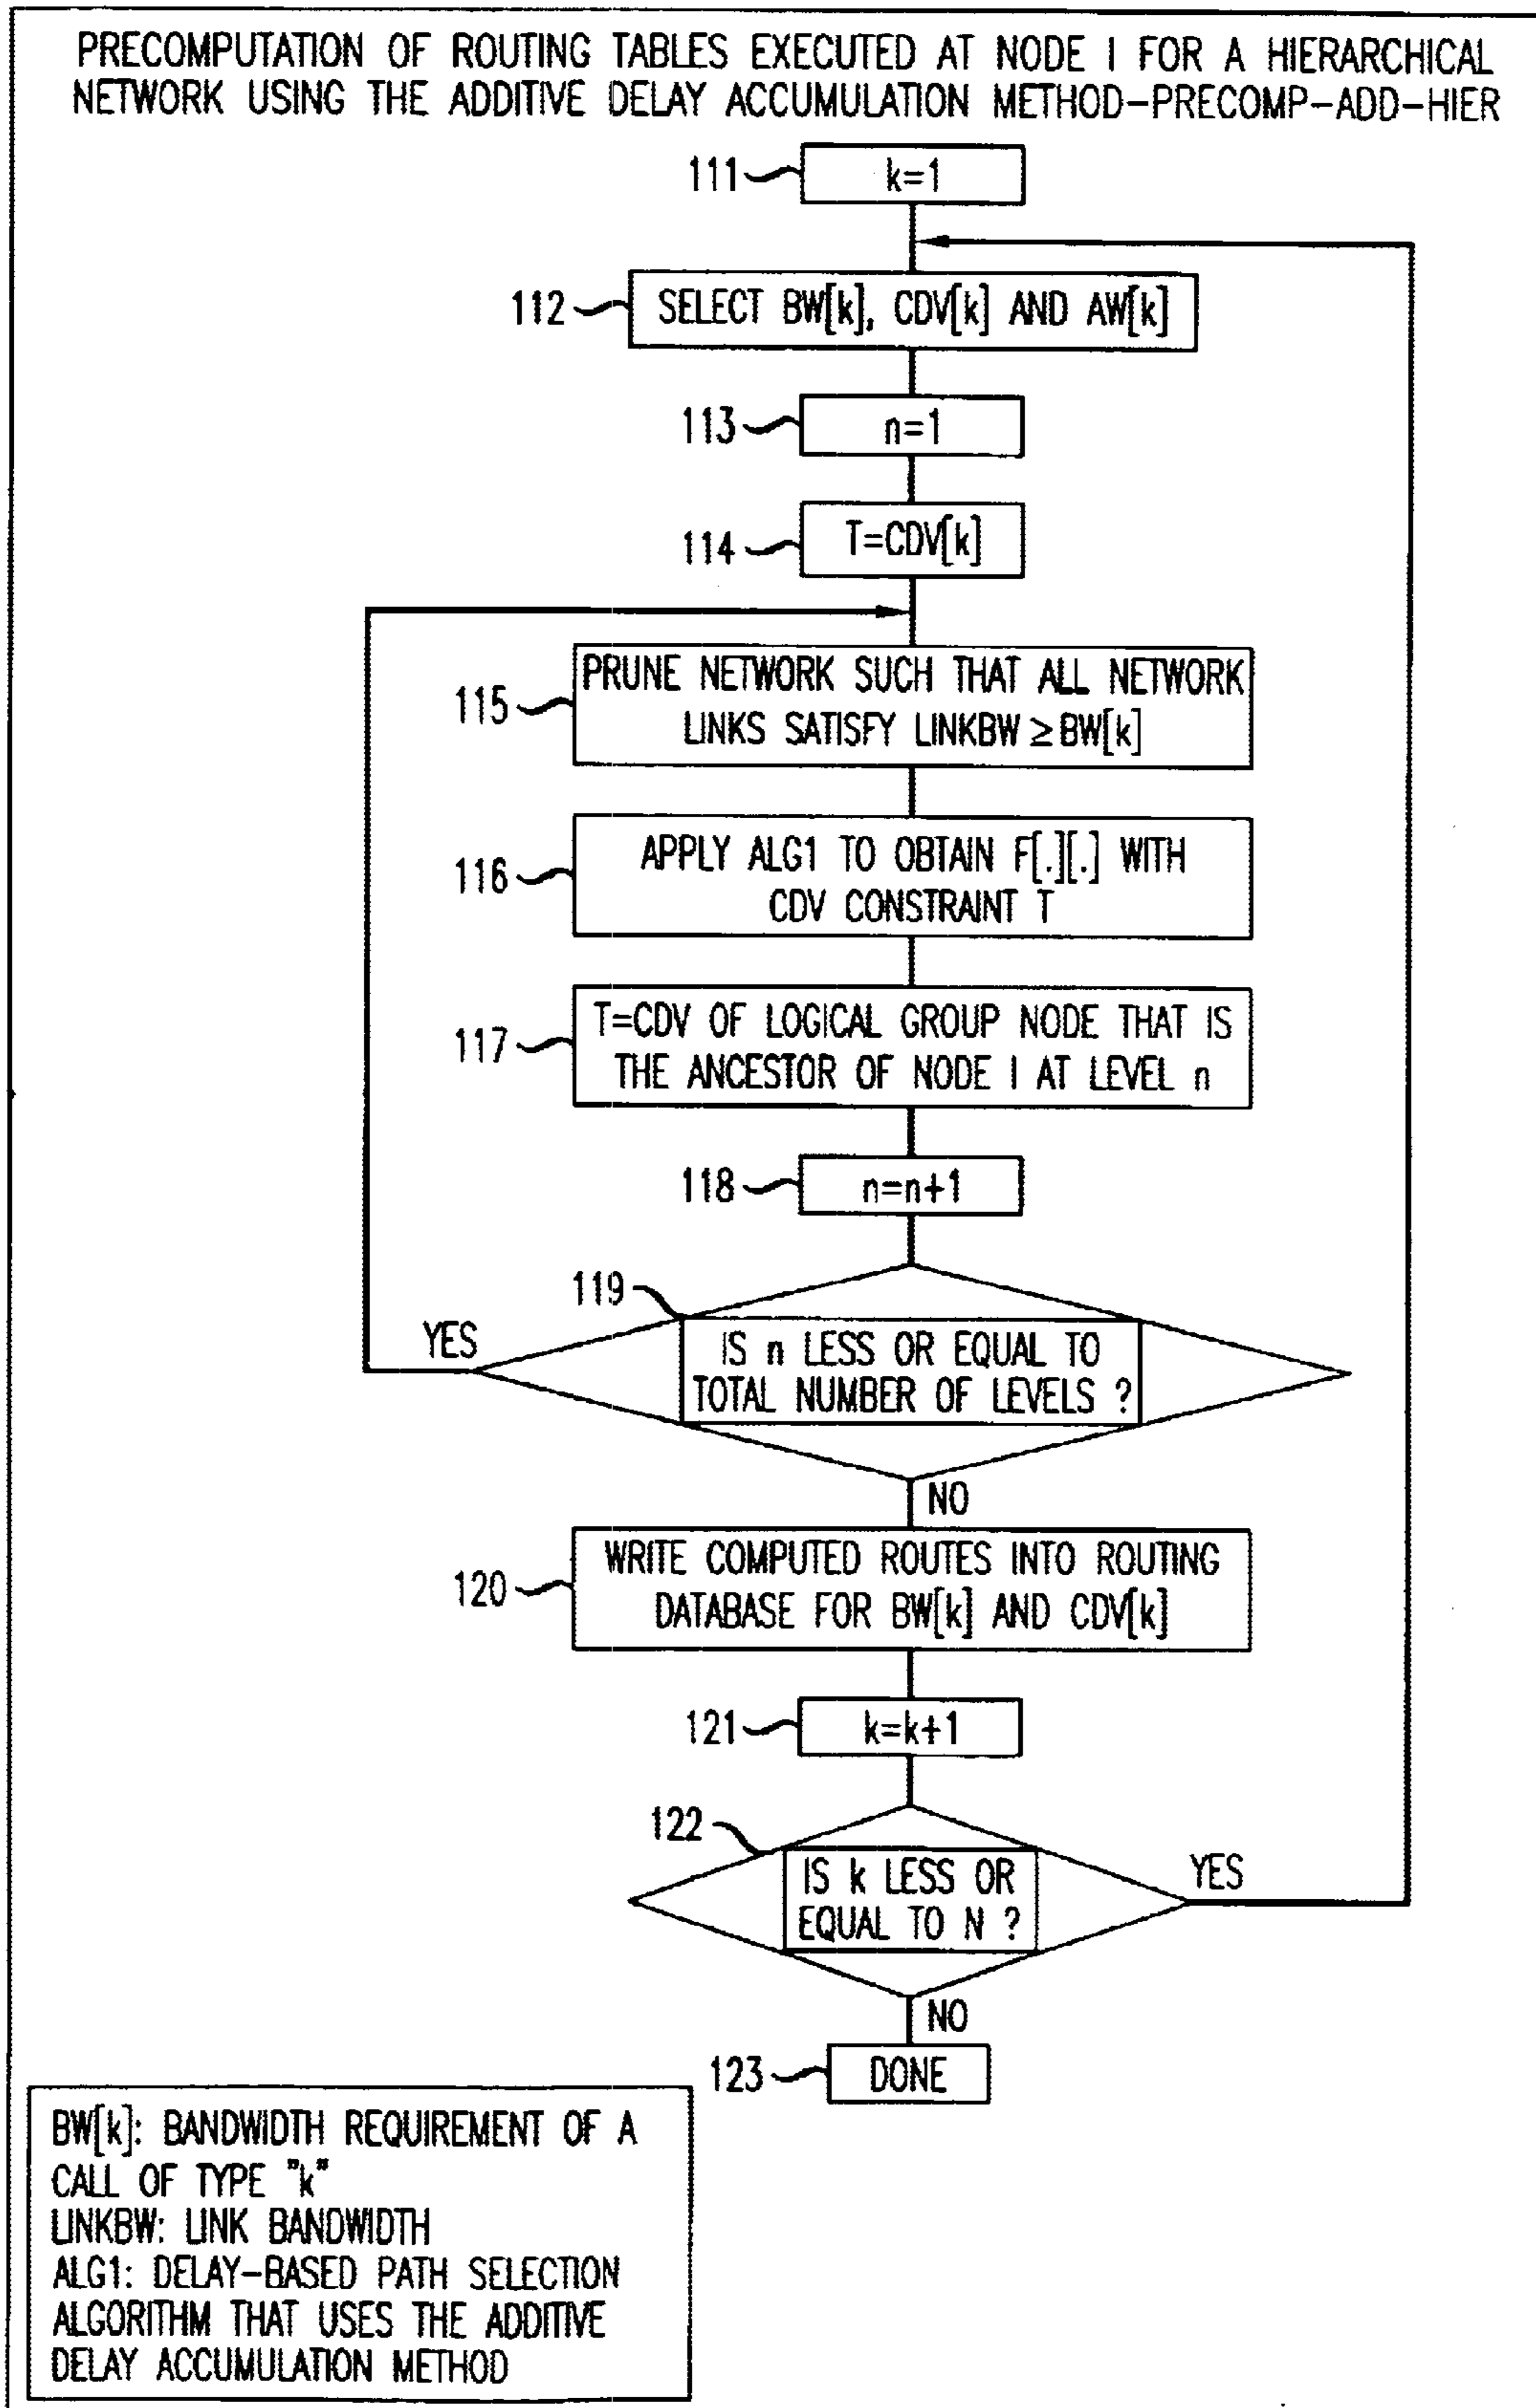 PRECOMPUTATION OF ROUTING TABLES EXECUTED AT NODE I FOR A HIERARCHICAL
NETWORK USING THE ADDITIVE DELAY ACCUMULATION METHOD-PRECOMP-ADD-HIER
111
k=1
112
SELECT BW[k], CDV[k] AND AW[k]
113
n=1
114
T=CDV[k]
115
PRUNE NETWORK SUCH THAT ALL NETWORK
LINKS SATISFY LINKBW ≥ BW[k]
116
APPLY ALG1 TO OBTAIN F[.][.] WITH
CDV CONSTRAINT T
117
T=CDV OF LOGICAL GROUP NODE THAT IS
THE ANCESTOR OF NODE I AT LEVEL n
118
n=n+1
119
YES
IS n LESS OR EQUAL TO
TOTAL NUMBER OF LEVELS ?
NO
120
WRITE COMPUTED ROUTES INTO ROUTING
DATABASE FOR BW[k] AND CDV[k]
121
k=k+1
122
IS k LESS OR
EQUAL TO N ?
YES
NO
123
DONE
BW[k]: BANDWIDTH REQUIREMENT OF A
CALL OF TYPE "k"
LINKBW: LINK BANDWIDTH
ALG1: DELAY-BASED PATH SELECTION
ALGORITHM THAT USES THE ADDITIVE
DELAY ACCUMULATION METHOD